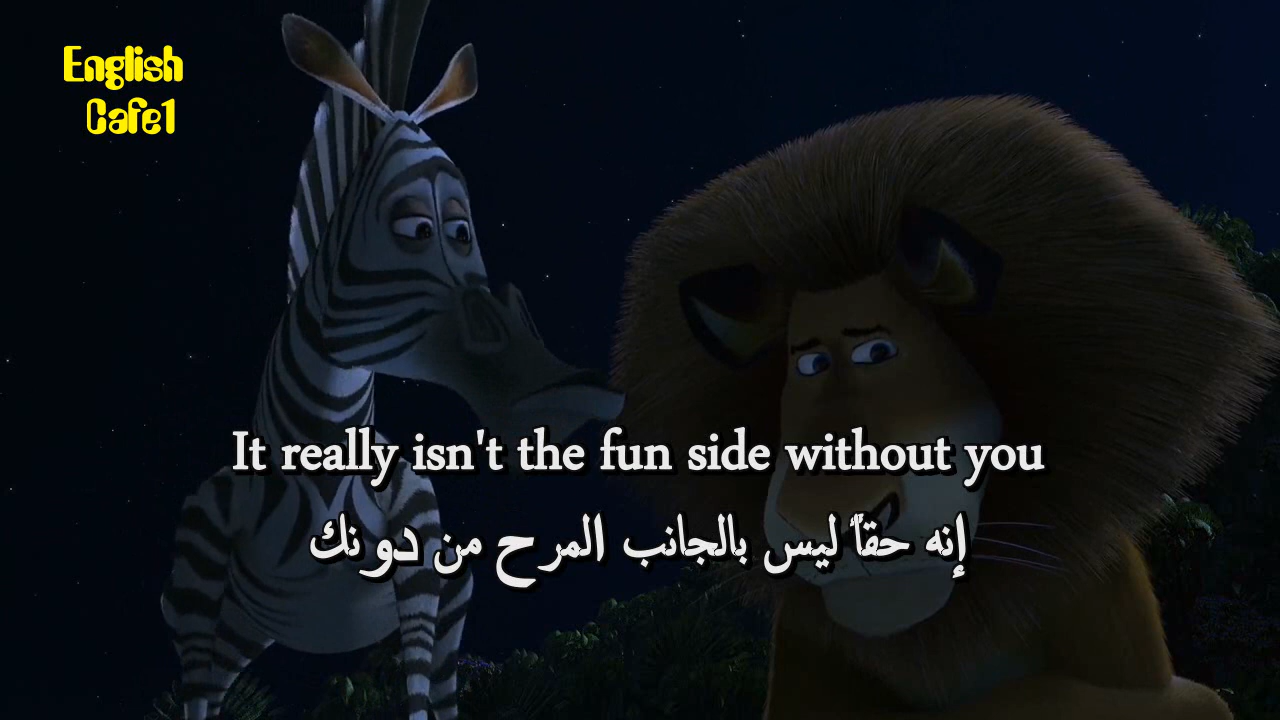 English
Cafe1
It really isn't the fun side without you
إنه حقاً ليس بالجانب المرح من دونك